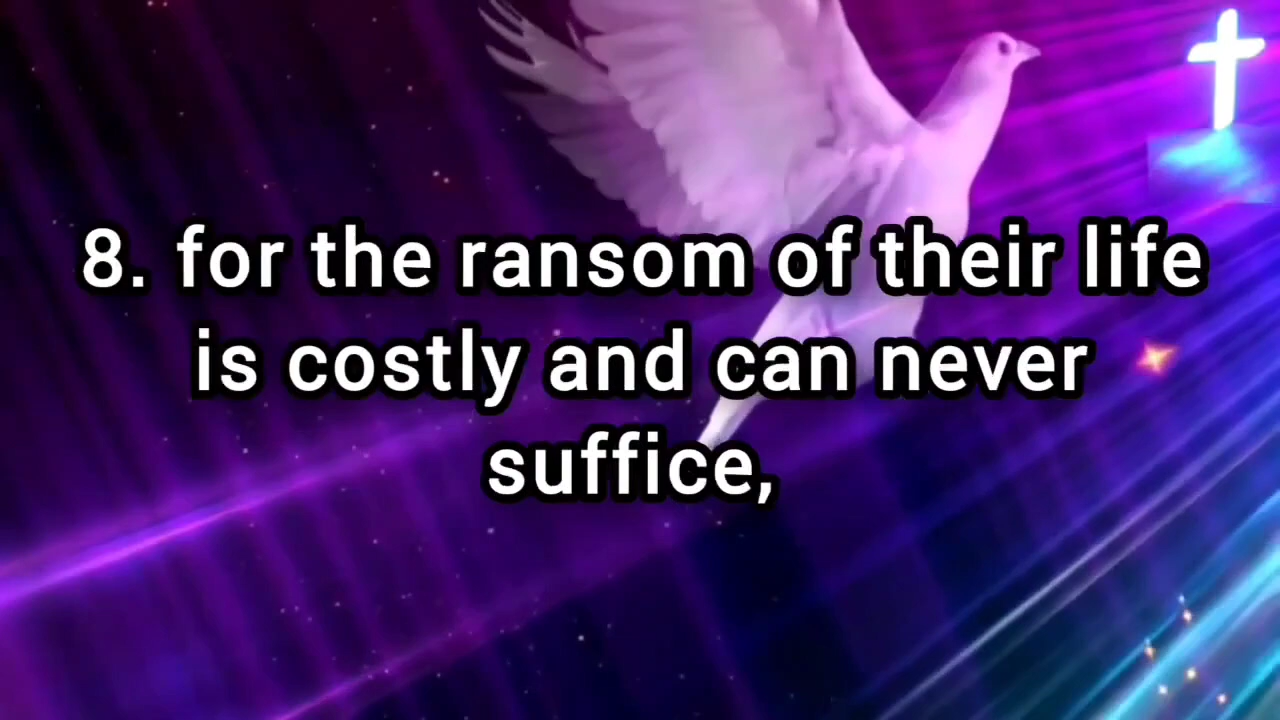 8. for the ransom of their life
is costly and can never
suffice,